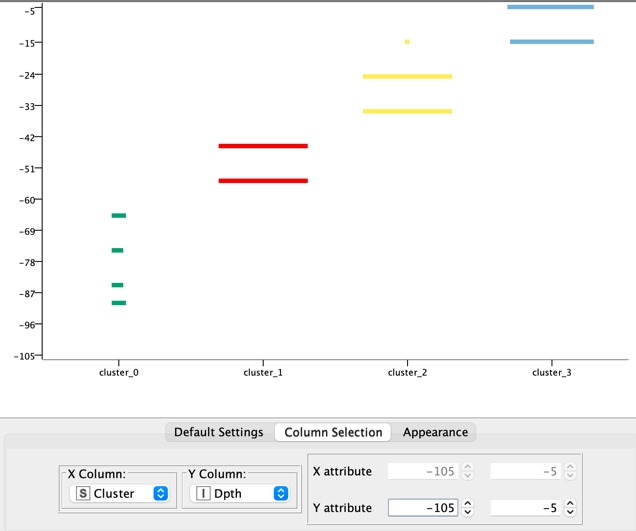 -5
-15
-24
-33
-42
-51
-60
-69
-78
-87
-96
-105
cluster_0 cluster_1 cluster_2 cluster_3
Default Settings Column Selection Appearance
X Column: Y Column:
S Cluster I Dpth
X attribute -105 -5
Y attribute -105 -5